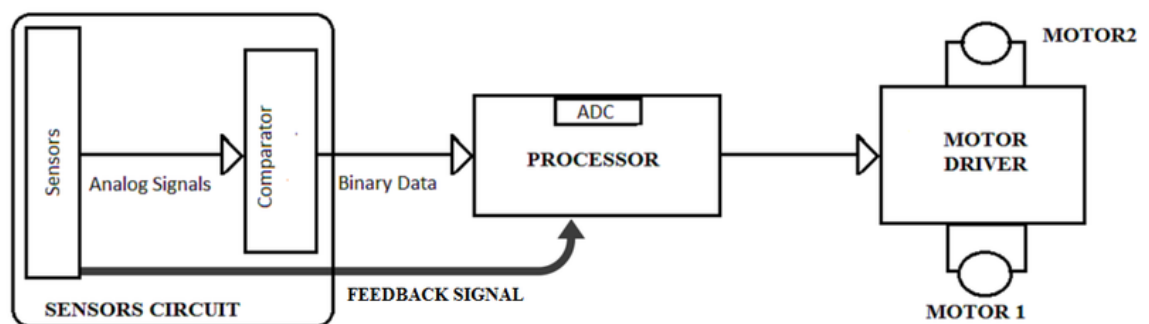 Sensors
Analog Signals
Comparator
Binary Data
SENSORS CIRCUIT
FEEDBACK SIGNAL
ADC
PROCESSOR
MOTOR2
MOTOR
DRIVER
MOTOR 1